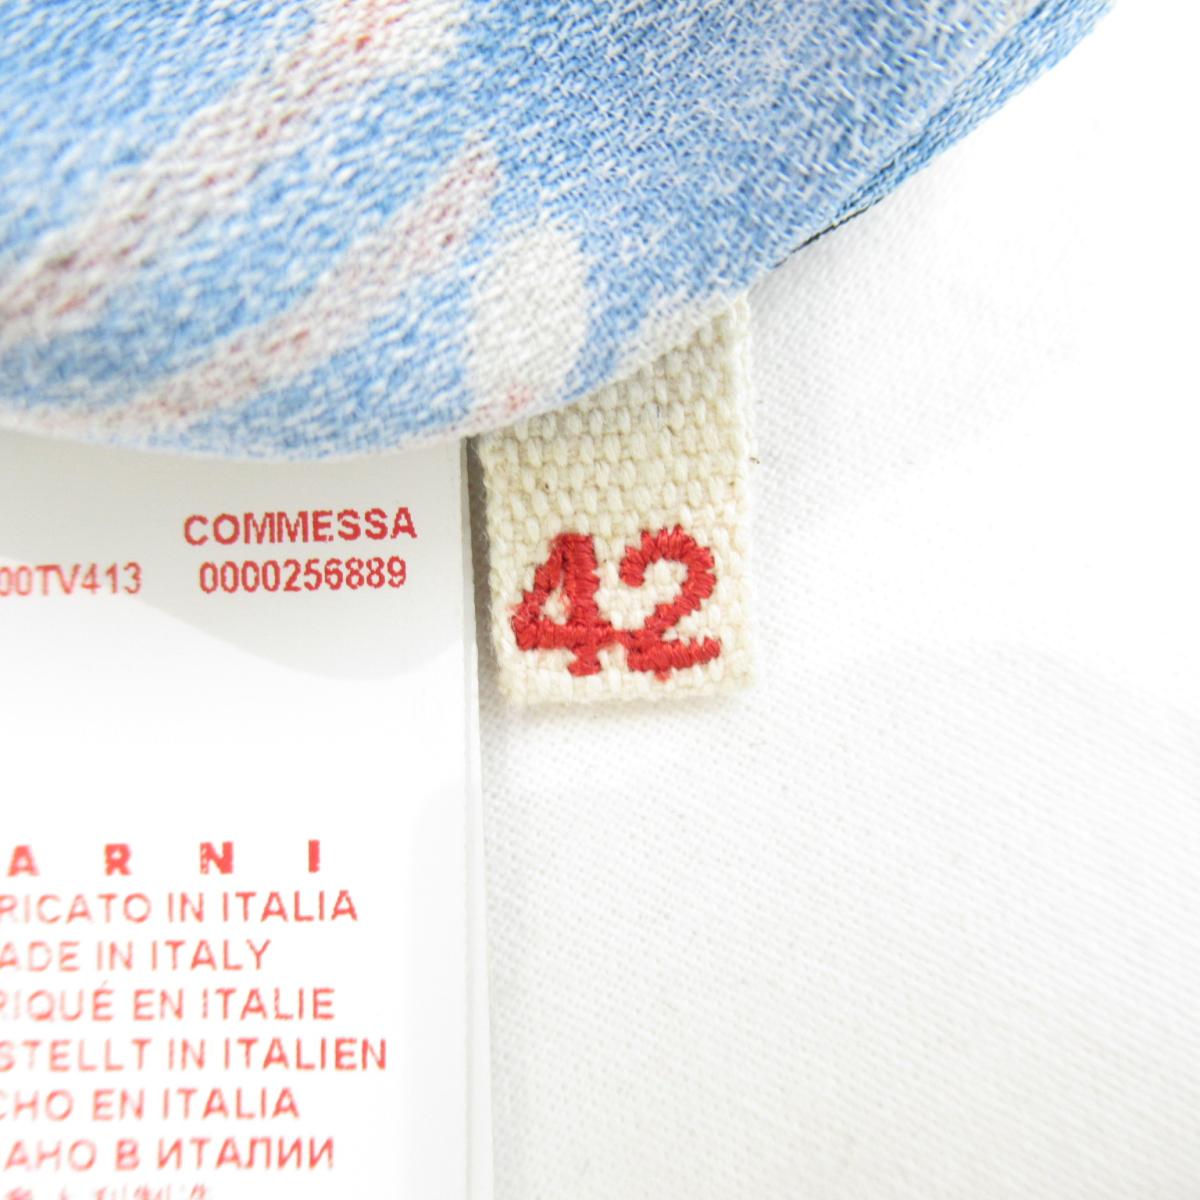 COMMESSA
00TV413 0000256889
42
ARNI
RICATO IN ITALIA
ADE IN ITALY
RIQUÉ EN ITALIE
STELLT IN ITALIEN
CHO EN ITALIA
АНО В ИТАЛИИ